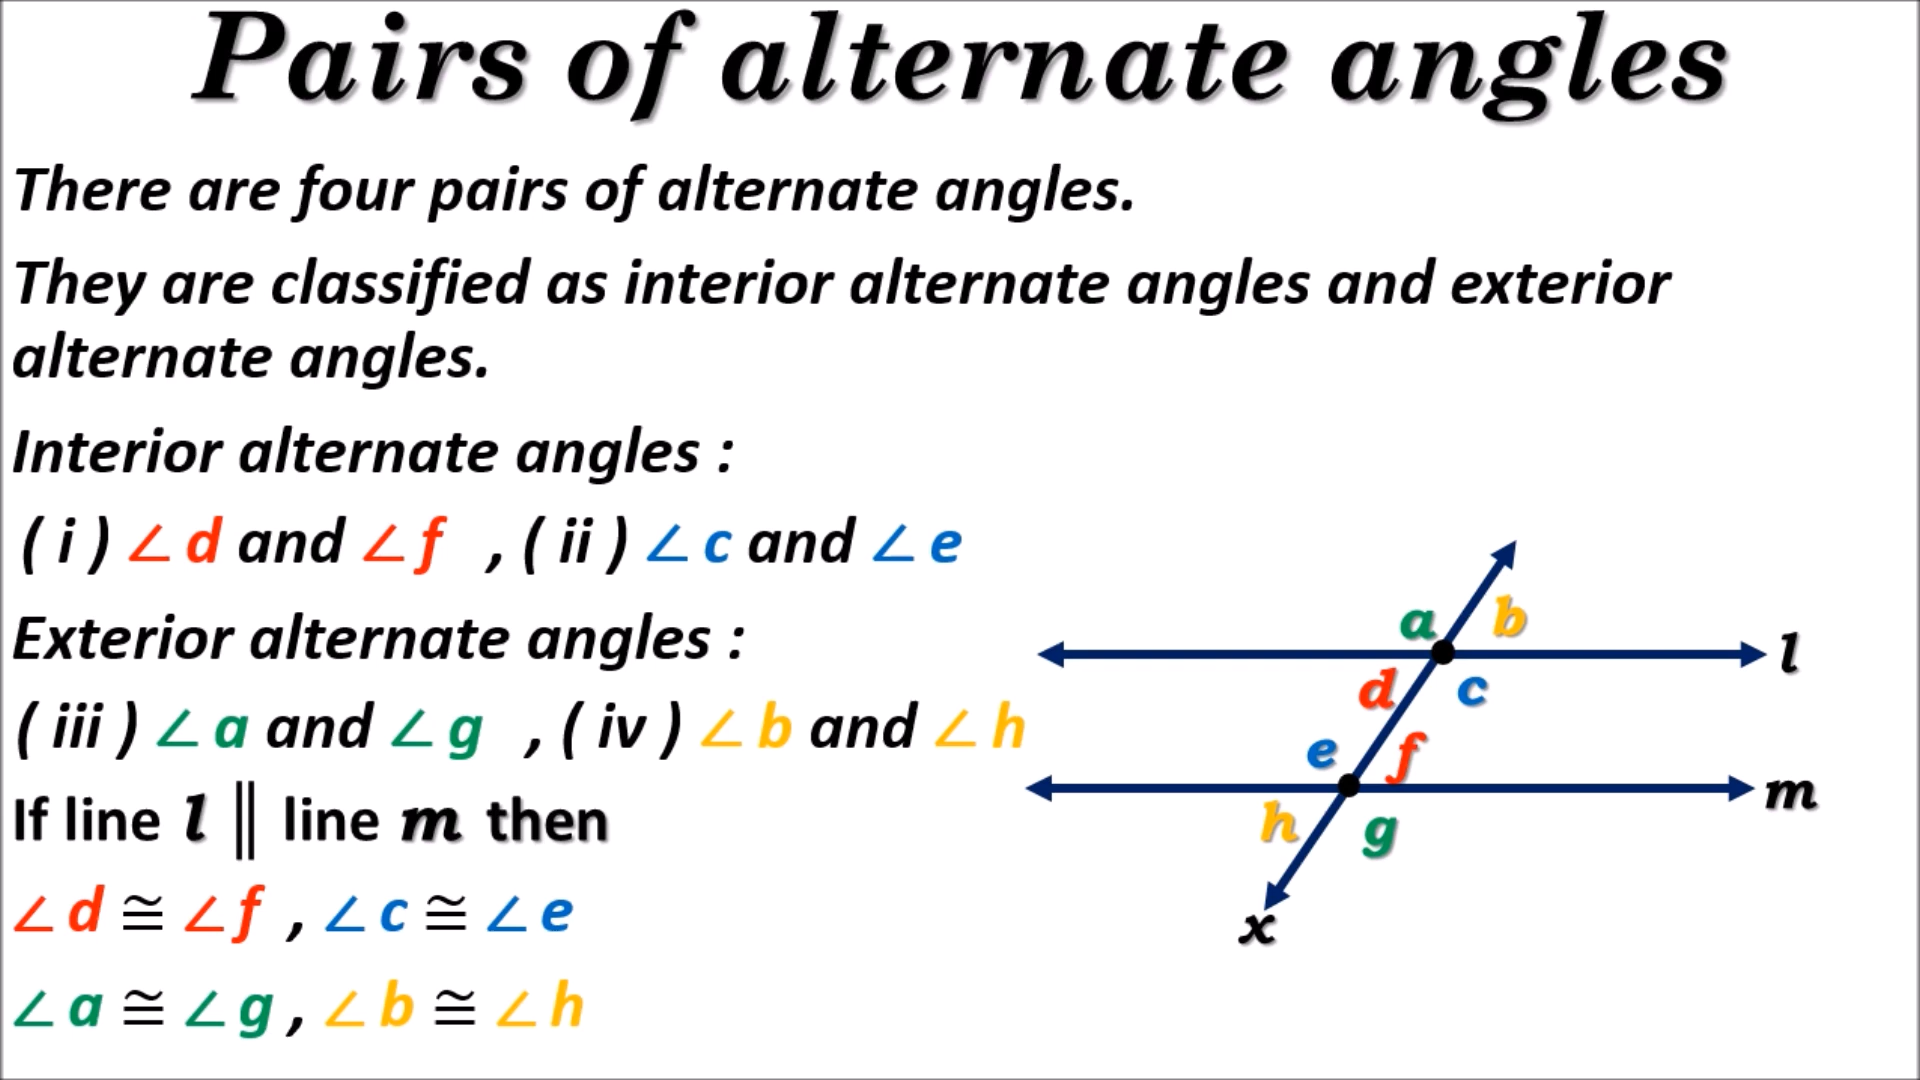 Pairs of alternate angles
There are four pairs of alternate angles.
They are classified as interior alternate angles and exterior
alternate angles.
Interior alternate angles :
( i ) ∠ d and ∠ f , ( ii ) ∠ c and ∠ e
Exterior alternate angles :
( iii ) ∠ a and ∠ g , ( iv ) ∠ b and ∠ h
If line l ∥ line m then
∠ d ≅ ∠ f , ∠ c ≅ ∠ e
∠ a ≅ ∠ g , ∠ b ≅ ∠ h
a b
l
d c
e f
m
h g
x